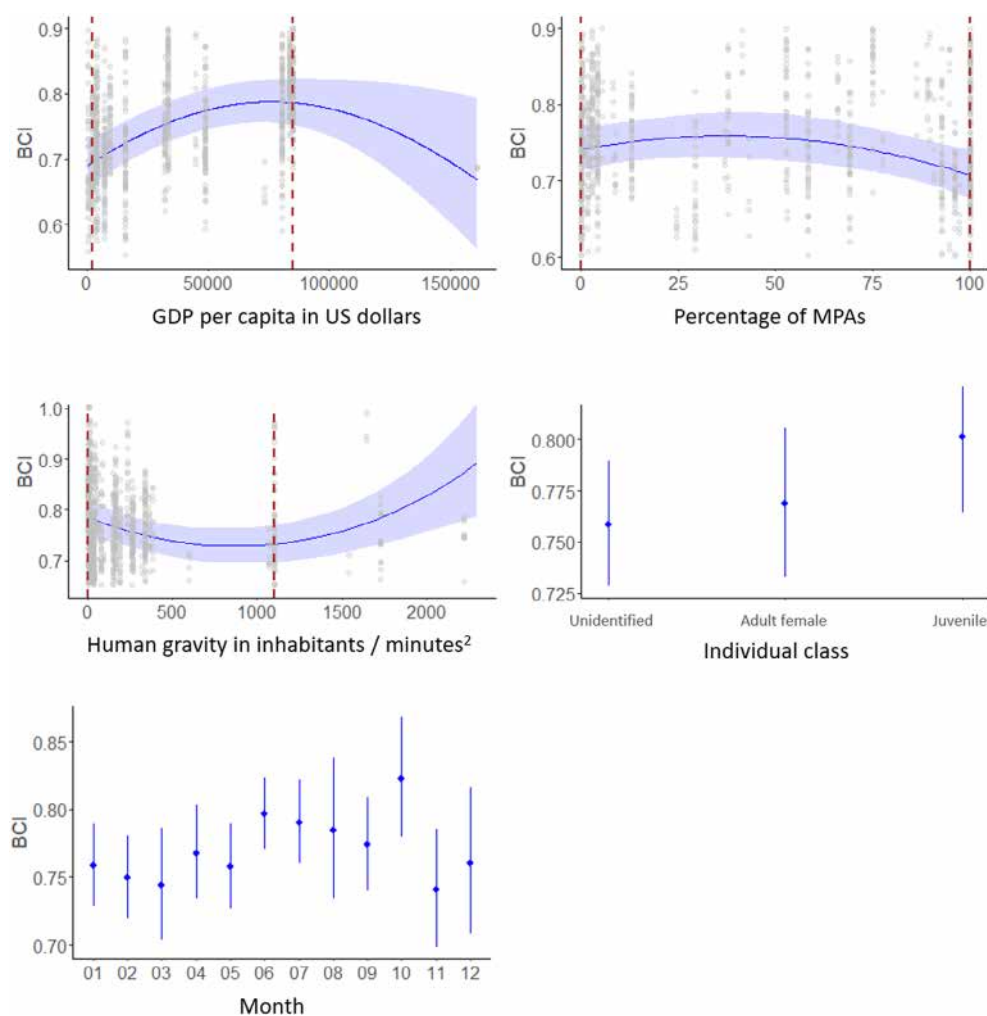 0.9
0.8
0.7
0.6
BCI
0 50000 100000 150000
GDP per capita in US dollars
0.9
0.8
0.7
0.6
BCI
0 25 50 75 100
Percentage of MPAs
1.0
0.9
0.8
0.7
BCI
0 500 1000 1500 2000
Human gravity in inhabitants / minutes²
0.800
0.775
0.750
0.725
BCI
Unidentified Adult female Juvenile
Individual class
0.85
0.80
0.75
0.70
BCI
01 02 03 04 05 06 07 08 09 10 11 12
Month